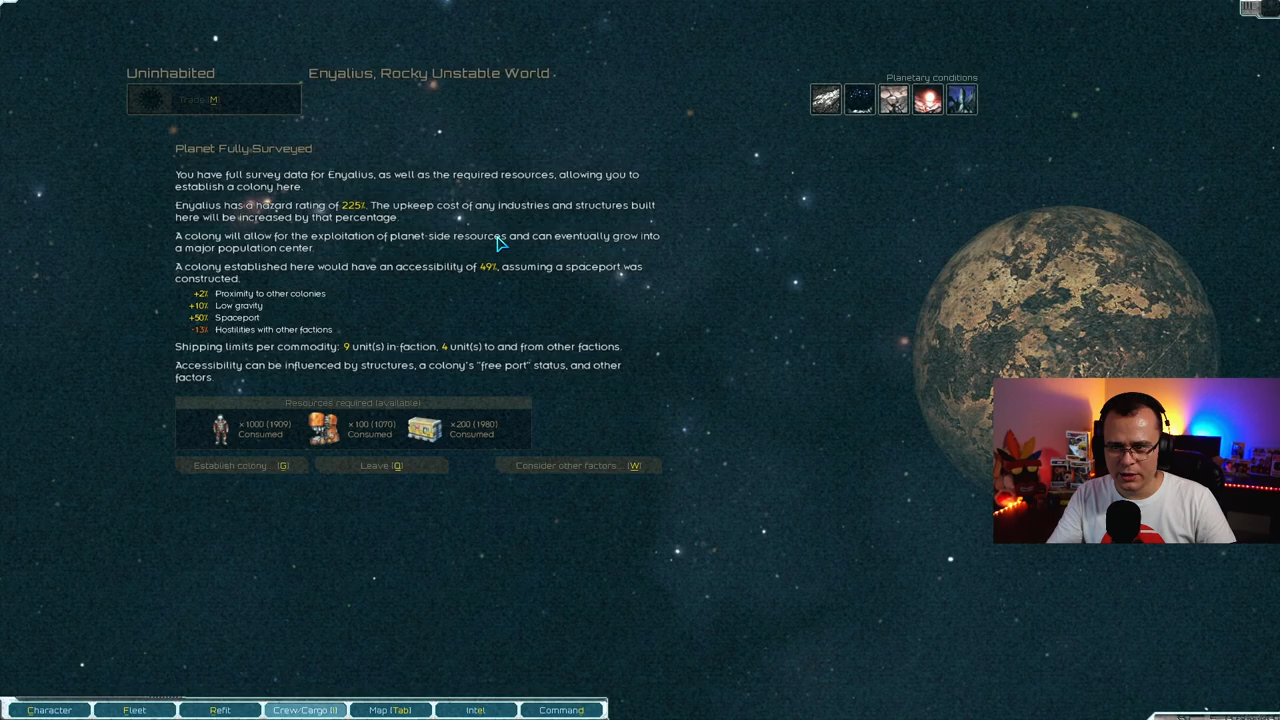 Uninhabited
Enyalius, Rocky Unstable World
Planetary conditions
Trade [M]
Planet Fully Surveyed
You have full survey data for Enyalius, as well as the required resources, allowing you to
establish a colony here.
Enyalius has a hazard rating of 225%. The upkeep cost of any industries and structures built
here will be increased by that percentage.
A colony will allow for the exploitation of planet-side resources and can eventually grow into
a major population center.
A colony established here would have an accessibility of 49%, assuming a spaceport was
constructed.
+2% Proximity to other colonies
+10% Low gravity
+50% Spaceport
-13% Hostilities with other factions
Shipping limits per commodity: 9 unit(s) in-faction, 4 unit(s) to and from other factions.
Accessibility can be influenced by structures, a colony's "free port" status, and other
factors.
Resources required (available)
×1000 (1909)
Consumed
×100 (1070)
Consumed
×200 (1980)
Consumed
Establish colony... [G]
Leave [Q]
Consider other factors... [W]
Character
Fleet
Refit
Crew/Cargo [I]
Map [Tab]
Intel
Command